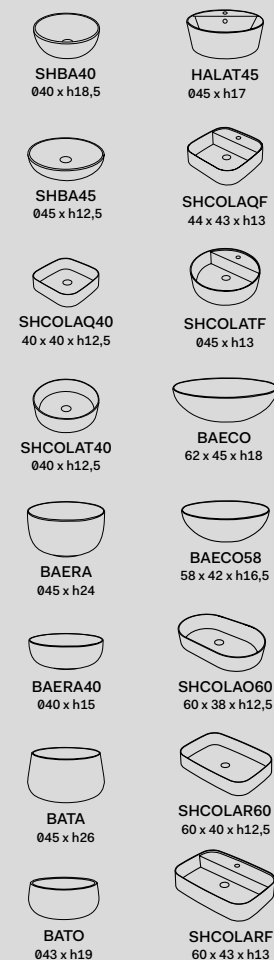 SHBA40
Ø40 x h18,5
HALAT45
Ø45 x h17
SHBA45
Ø45 x h12,5
SHCOLAQF
44 x 43 x h13
SHCOLAQ40
40 x 40 x h12,5
SHCOLATF
Ø45 x h13
SHCOLAT40
Ø40 x h12,5
BAECO
62 x 45 x h18
BAERA
Ø45 x h24
BAECO58
58 x 42 x h16,5
BAERA40
Ø40 x h15
SHCOLAO60
60 x 38 x h12,5
BATA
Ø45 x h26
SHCOLAR60
60 x 40 x h12,5
BATO
Ø43 x h19
SHCOLARF
60 x 43 x h13